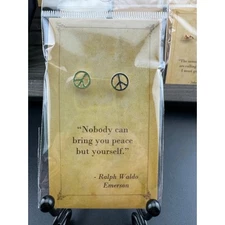 "Nobody can
bring you peace
but yourself."
- Ralph Waldo
Emerson